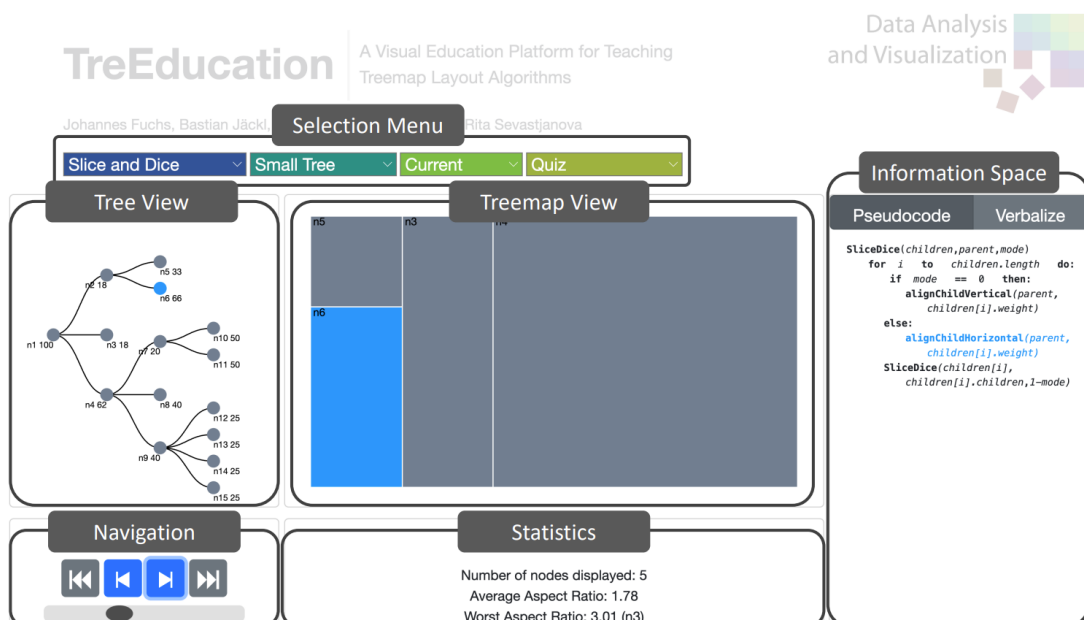 TreEducation
A Visual Education Platform for Teaching
Treemap Layout Algorithms
Data Analysis
and Visualization
Johannes Fuchs, Bastian Jäckl,
Rita Sevastjanova
Selection Menu
Slice and Dice
Small Tree
Current
Quiz
Tree View
n5 33
n2 18
n6 66
n1 100
n3 18
n7 20
n10 50
n11 50
n4 62
n8 40
n12 25
n13 25
n9 40
n14 25
n15 25
Treemap View
n5
n3
n4
n6
Information Space
Pseudocode
Verbalize
SliceDice(children,parent,mode)
for i to children.length do:
if mode == 0 then:
alignChildVertical(parent,
children[i].weight)
else:
alignChildHorizontal(parent,
children[i].weight)
SliceDice(children[i],
children[i].children,1-mode)
Navigation
Statistics
Number of nodes displayed: 5
Average Aspect Ratio: 1.78
Worst Aspect Ratio: 3.01 (n3)